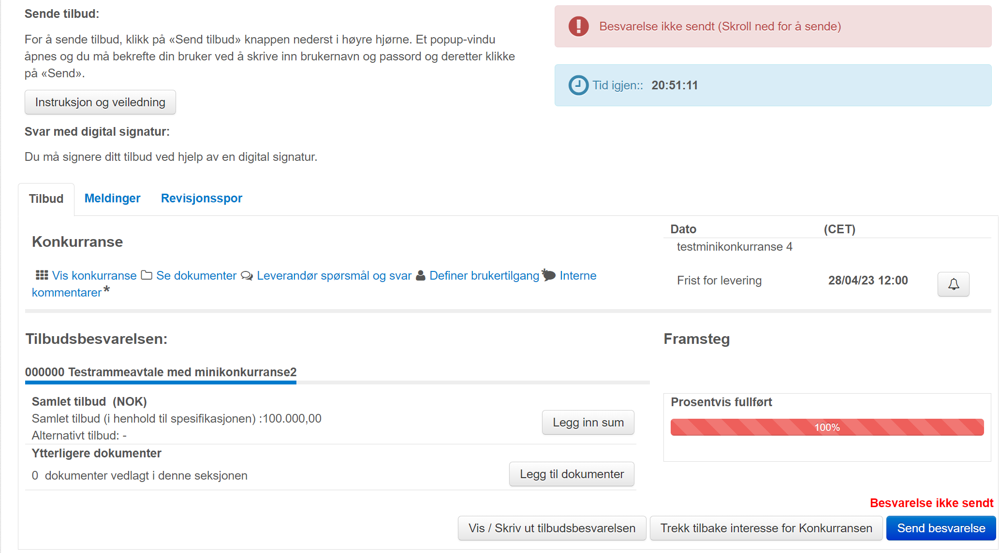 Sende tilbud:
For å sende tilbud, klikk på «Send tilbud» knappen nederst i høyre hjørne. Et popup-vindu
åpnes og du må bekrefte din bruker ved å skrive inn brukernavn og passord og deretter klikke
på «Send».
Instruksjon og veiledning
Svar med digital signatur:
Du må signere ditt tilbud ved hjelp av en digital signatur.
Besvarelse ikke sendt (Skroll ned for å sende)
Tid igjen:: 20:51:11
Tilbud Meldinger Revisjonsspor
Konkurranse
Vis konkurranse Se dokumenter Leverandør spørsmål og svar Definer brukertilgang Interne
kommentarer*
Dato (CET)
testminikonkurranse 4
Frist for levering 28/04/23 12:00
Tilbudsbesvarelsen:
000000 Testrammeavtale med minikonkurranse2
Samlet tilbud (NOK)
Samlet tilbud (i henhold til spesifikasjonen) :100.000,00
Alternativt tilbud: -
Legg inn sum
Ytterligere dokumenter
0 dokumenter vedlagt i denne seksjonen
Legg til dokumenter
Framsteg
Prosentvis fullført
100%
Besvarelse ikke sendt
Vis / Skriv ut tilbudsbesvarelsen Trekk tilbake interesse for Konkurransen Send besvarelse